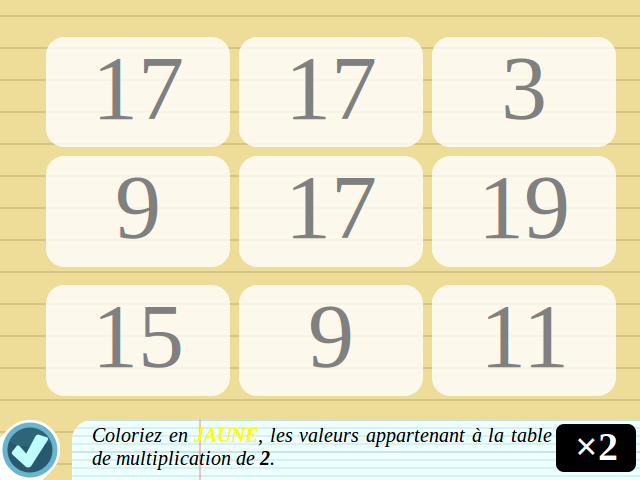 17 17 3
9 17 19
15 9 11
Coloriez en JAUNE, les valeurs appartenant à la table
de multiplication de 2.
×2